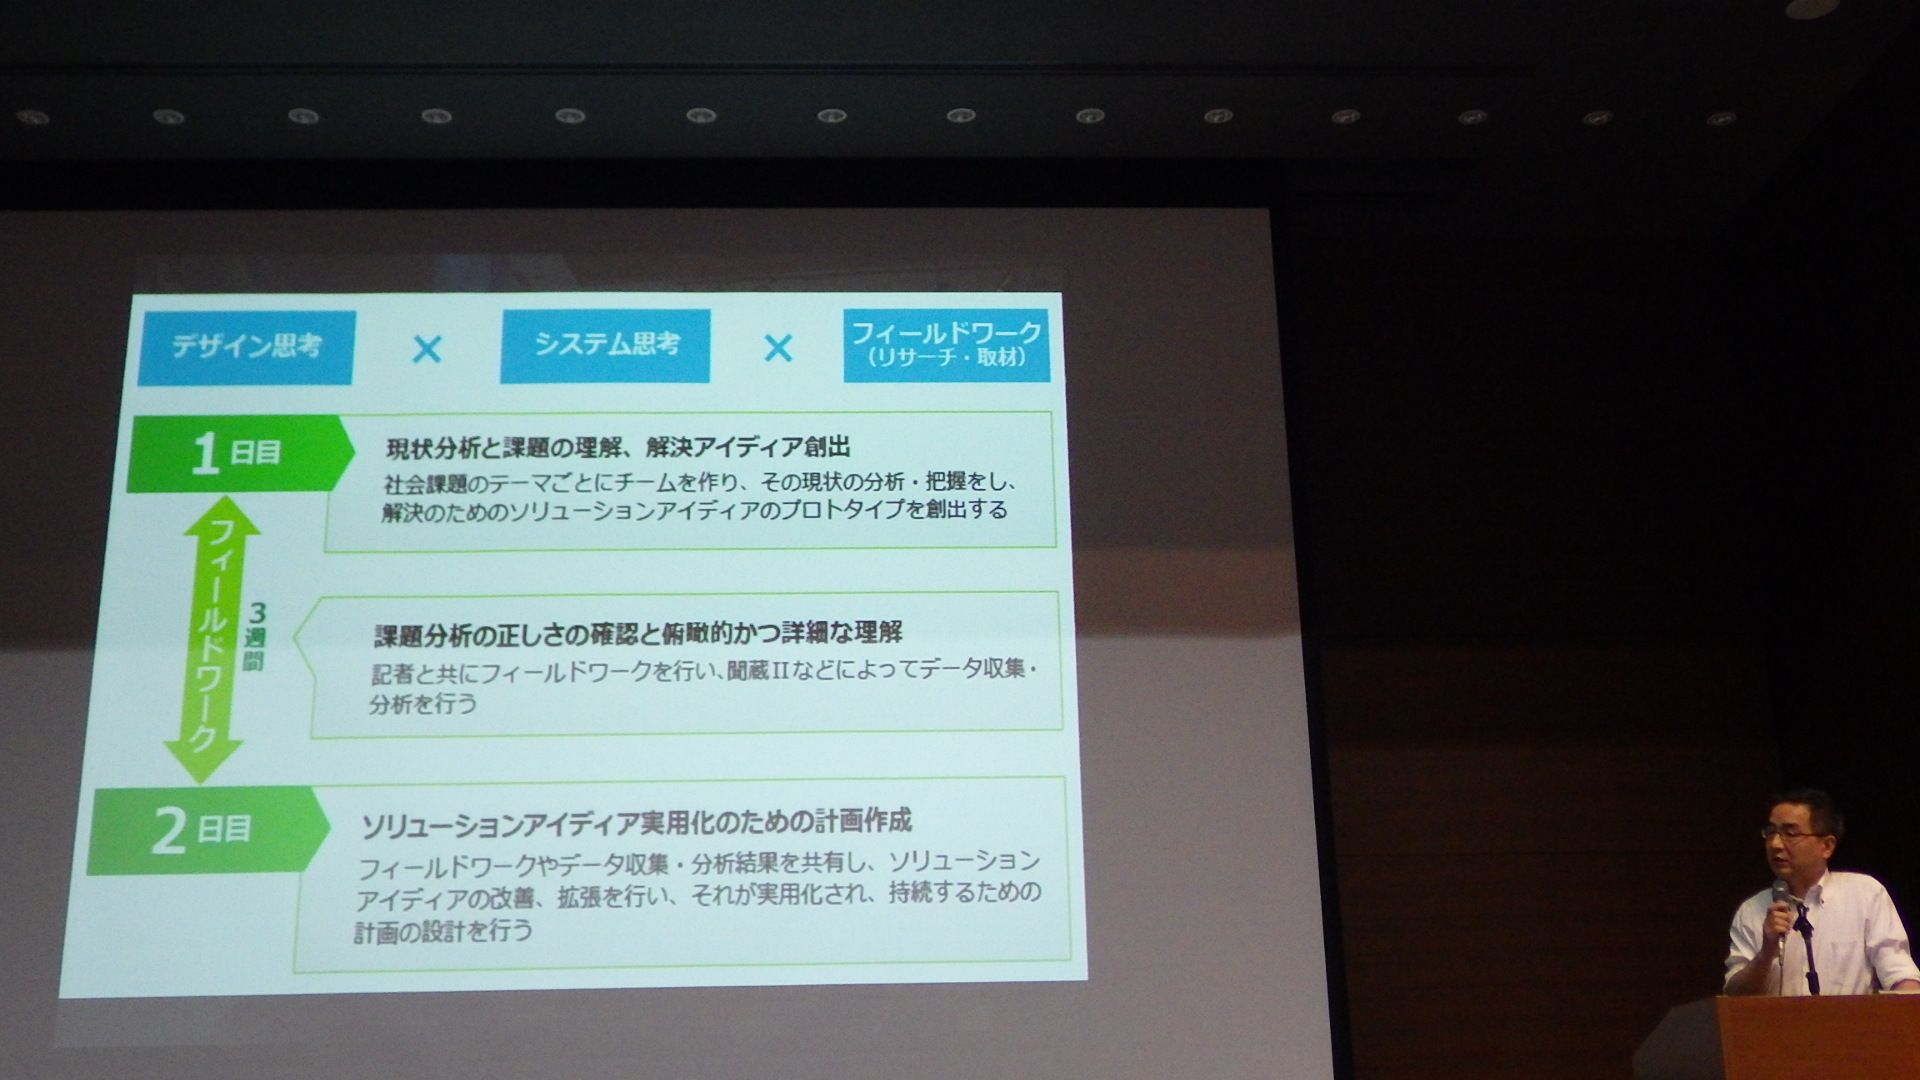 デザイン思考 × システム思考 × フィールドワーク
（リサーチ・取材）
1日目
現状分析と課題の理解、解決アイディア創出
社会課題のテーマごとにチームを作り、その現状の分析・把握をし、
解決のためのソリューションアイディアのプロトタイプを創出する
フィールドワーク
3週間
課題分析の正しさの確認と俯瞰的かつ詳細な理解
記者と共にフィールドワークを行い、聞蔵Ⅱなどによってデータ収集・
分析を行う
2日目
ソリューションアイディア実用化のための計画作成
フィールドワークやデータ収集・分析結果を共有し、ソリューション
アイディアの改善、拡張を行い、それが実用化され、持続するための
計画の設計を行う